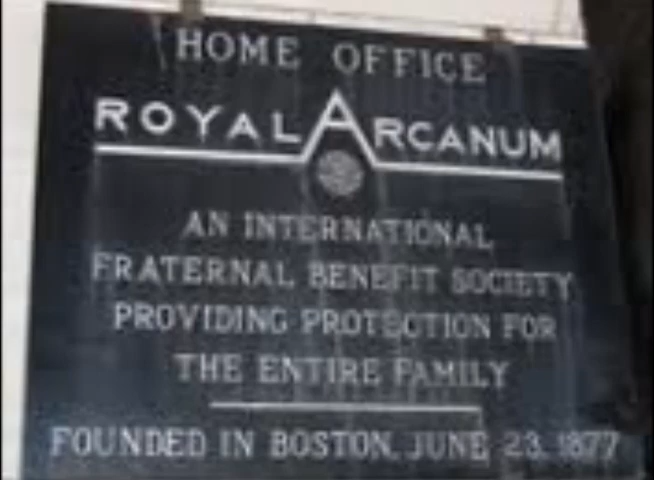 HOME OFFICE
ROYAL ARCANUM
AN INTERNATIONAL
FRATERNAL BENEFIT SOCIETY
PROVIDING PROTECTION FOR
THE ENTIRE FAMILY
FOUNDED IN BOSTON, JUNE 23, 1877